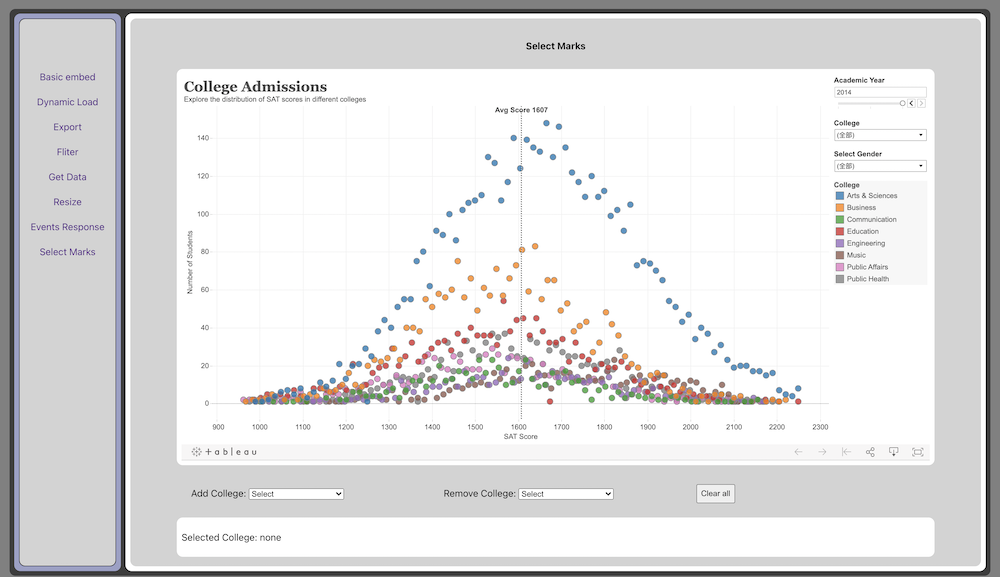 Basic embed
Dynamic Load
Export
Fliter
Get Data
Resize
Events Response
Select Marks
Select Marks
College Admissions
Explore the distribution of SAT scores in different colleges
Avg Score 1607
Number of Students
140
120
100
80
60
40
20
0
900 1000 1100 1200 1300 1400 1500 1600 1700 1800 1900 2000 2100 2200 2300
SAT Score
Academic Year
2014
College
(全部)
Select Gender
(全部)
College
Arts & Sciences
Business
Communication
Education
Engineering
Music
Public Affairs
Public Health
+ a b | e a u
Add College: Select
Remove College: Select
Clear all
Selected College: none